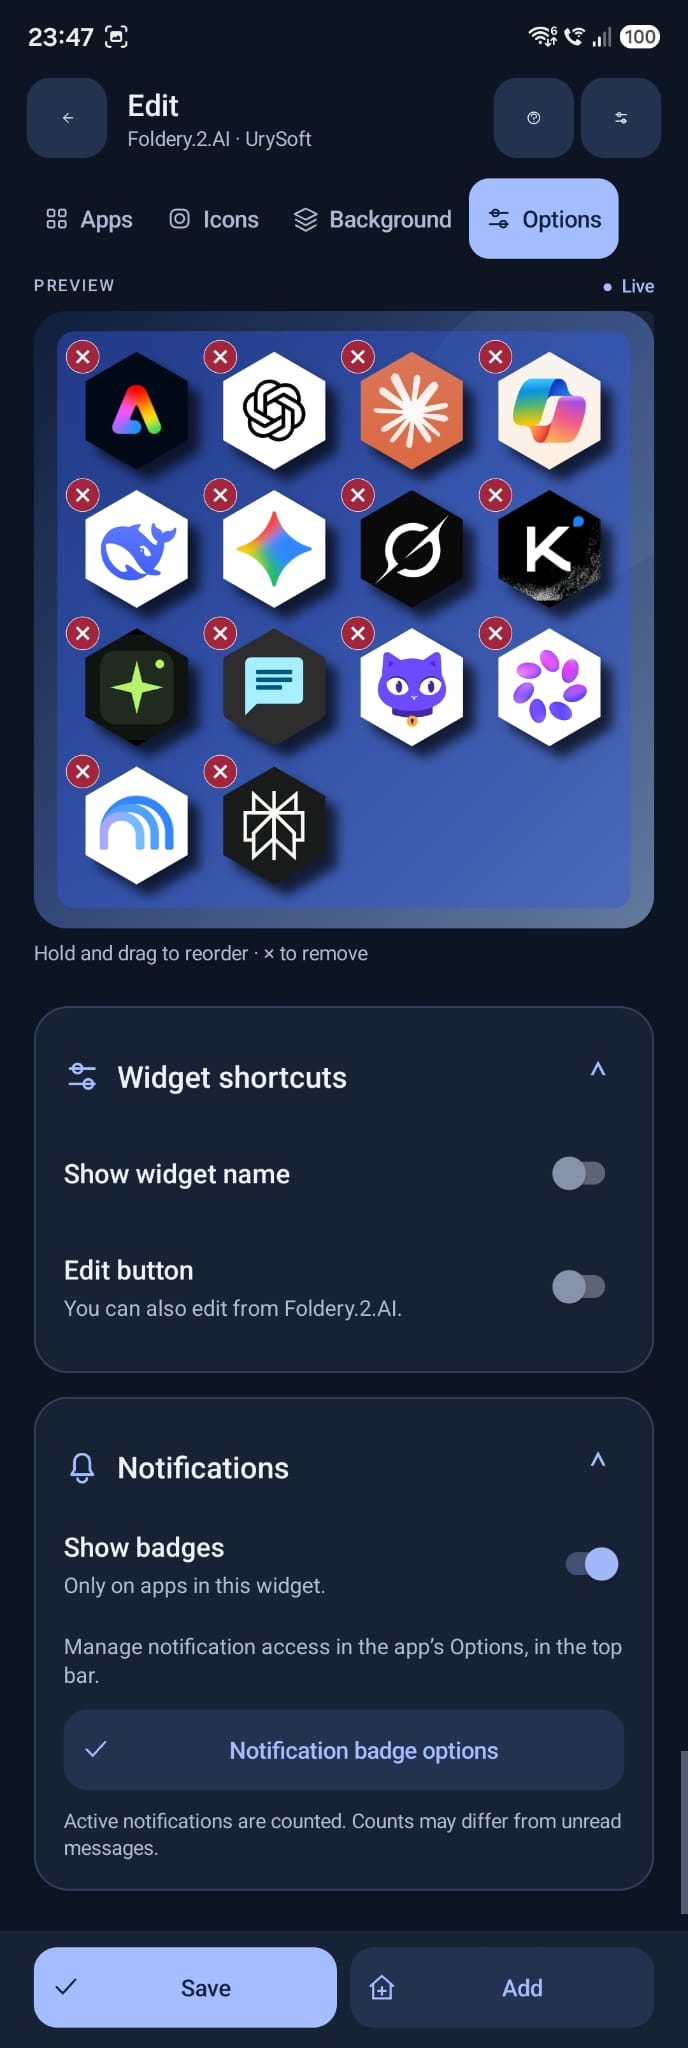 23:47
100
Edit
Foldery.2.AI · UrySoft
Apps
Icons
Background
Options
PREVIEW
• Live
K
Hold and drag to reorder · × to remove
Widget shortcuts
Show widget name
Edit button
You can also edit from Foldery.2.AI.
Notifications
Show badges
Only on apps in this widget.
Manage notification access in the app’s Options, in the top
bar.
Notification badge options
Active notifications are counted. Counts may differ from unread
messages.
Save
Add